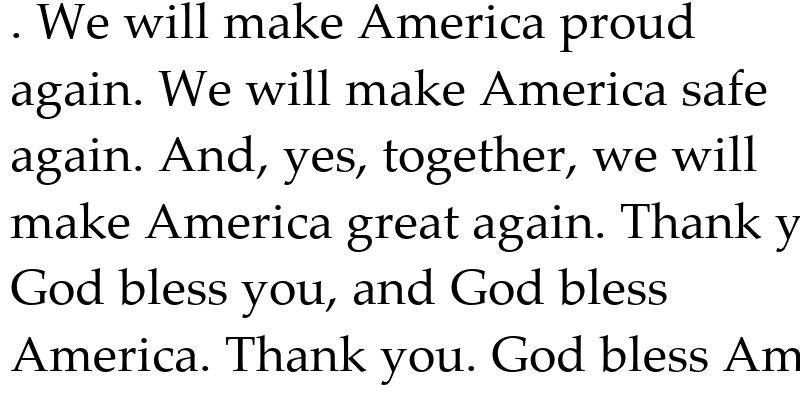 . We will make America proud
again. We will make America safe
again. And, yes, together, we will
make America great again. Thank y
God bless you, and God bless
America. Thank you. God bless Am